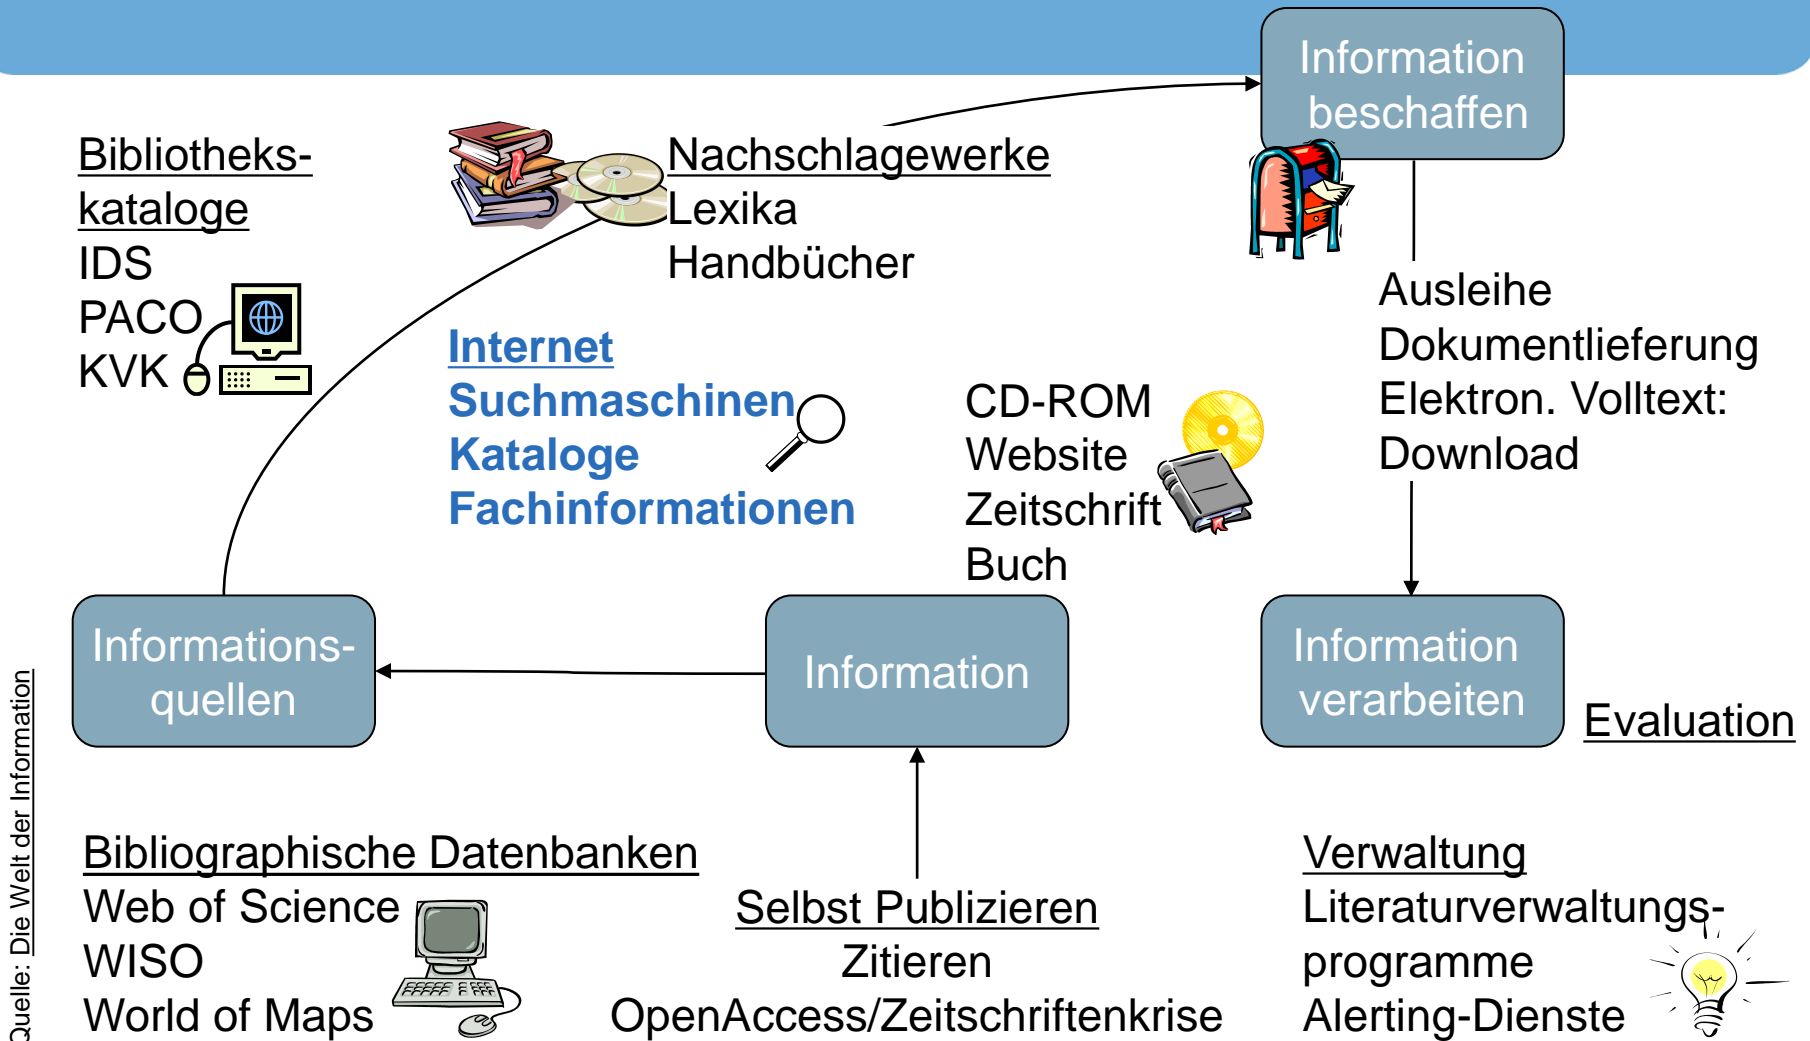 Information
beschaffen
Bibliotheks-
kataloge
IDS
PACO
KVK
Nachschlagewerke
Lexika
Handbücher
Internet
Suchmaschinen
Kataloge
Fachinformationen
CD-ROM
Website
Zeitschrift
Buch
Ausleihe
Dokumentlieferung
Elektron. Volltext:
Download
Informations-
quellen
Information
Information
verarbeiten
Evaluation
Bibliographische Datenbanken
Web of Science
WISO
World of Maps
Selbst Publizieren
Zitieren
OpenAccess/Zeitschriftenkrise
Verwaltung
Literaturverwaltungs-
programme
Alerting-Dienste
Quelle: Die Welt der Information